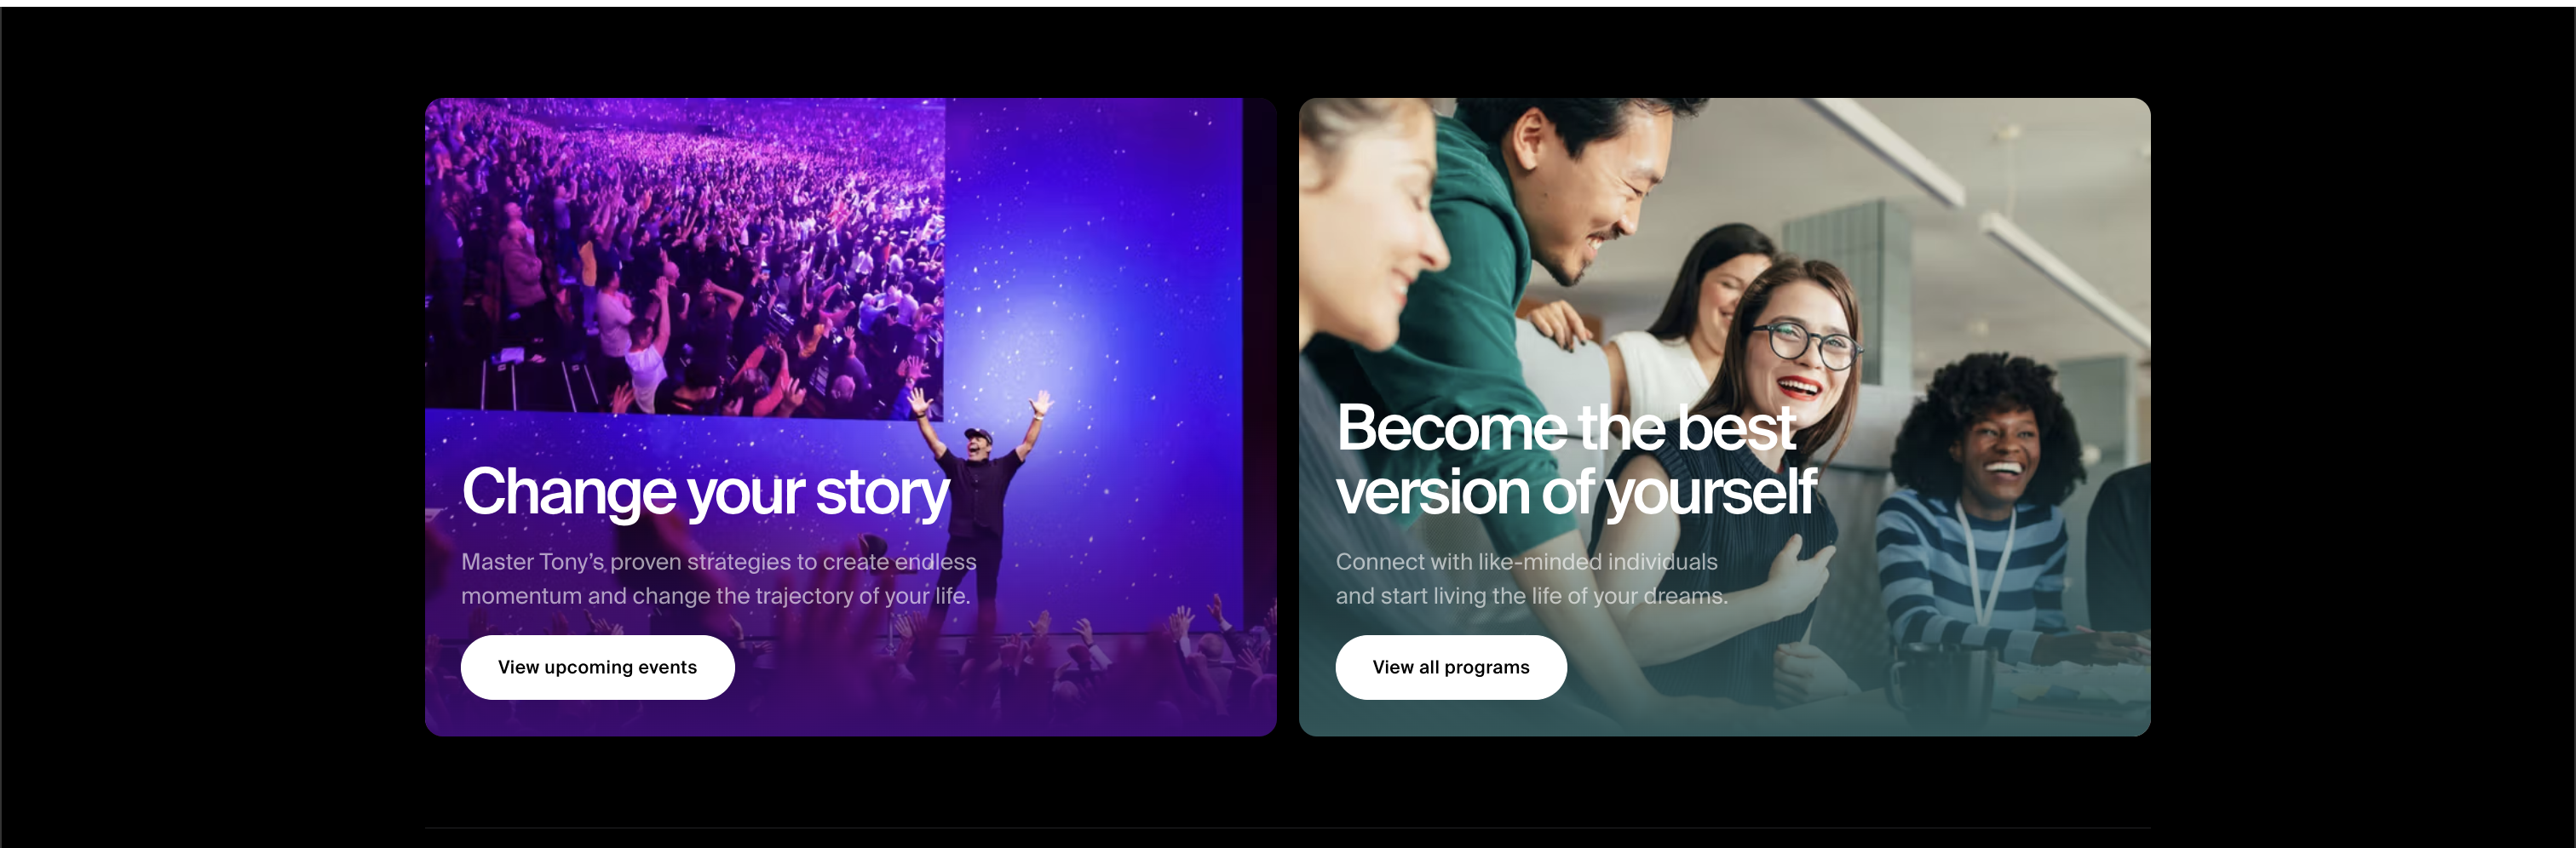 Change your story
Master Tony’s proven strategies to create endless
momentum and change the trajectory of your life.
View upcoming events
Become the best
version of yourself
Connect with like-minded individuals
and start living the life of your dreams.
View all programs